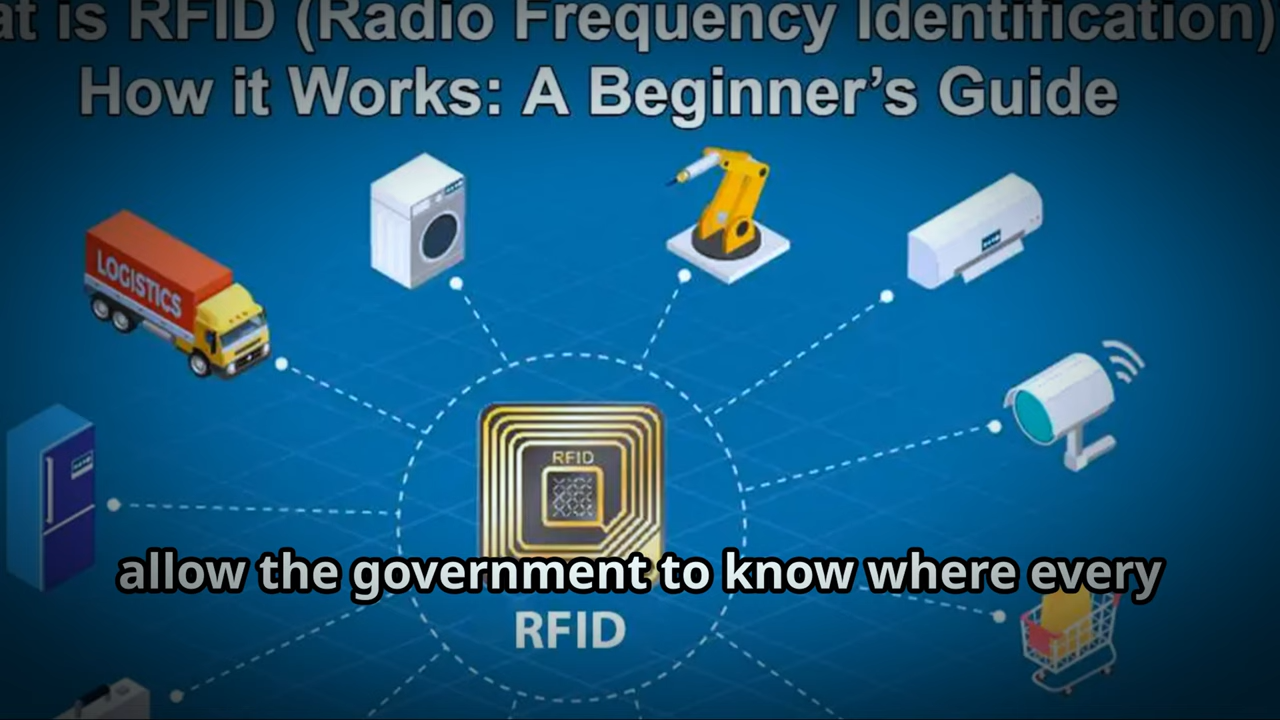 at is RFID (Radio Frequency Identification)
How it Works: A Beginner's Guide
LOGISTICS
RFID
allow the government to know where every
RFID